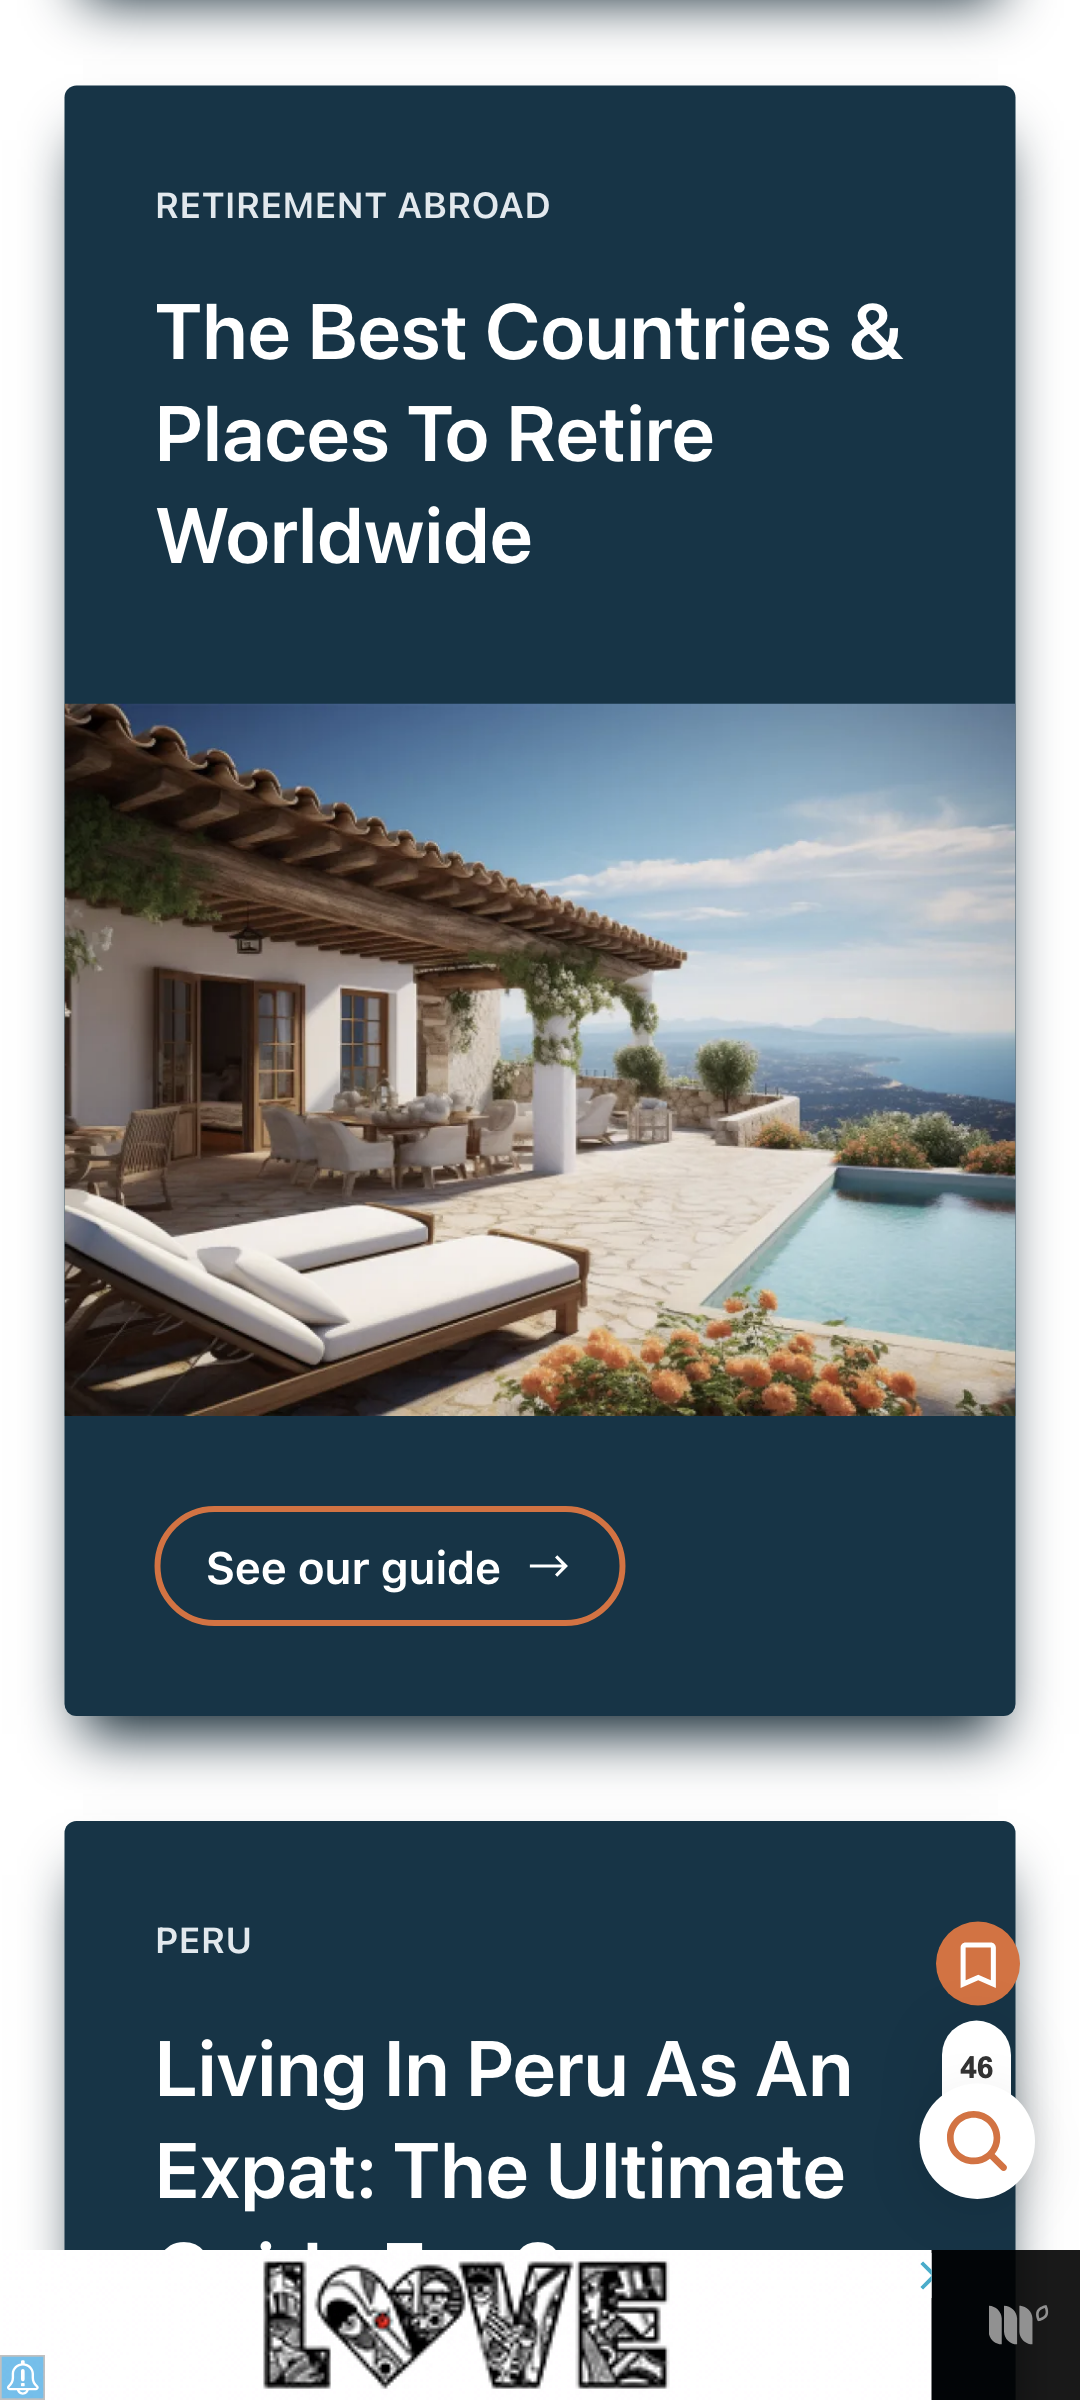 RETIREMENT ABROAD
The Best Countries &
Places To Retire
Worldwide
See our guide →
PERU
Living In Peru As An
Expat: The Ultimate
46
LOVE